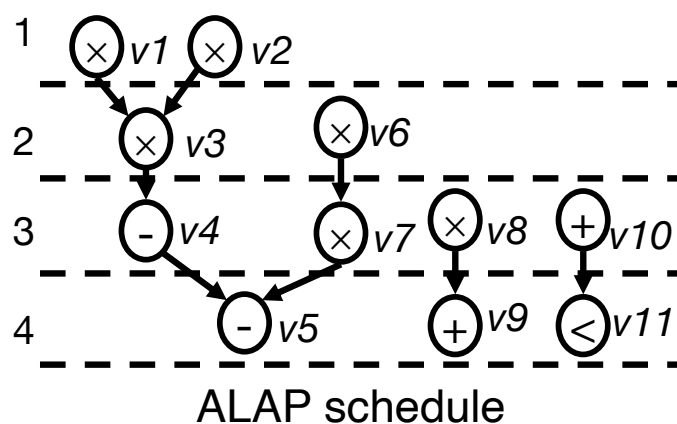 1 × v1 × v2
2 × v3 × v6
3 - v4 × v7 × v8 + v10
4 - v5 + v9 < v11
ALAP schedule